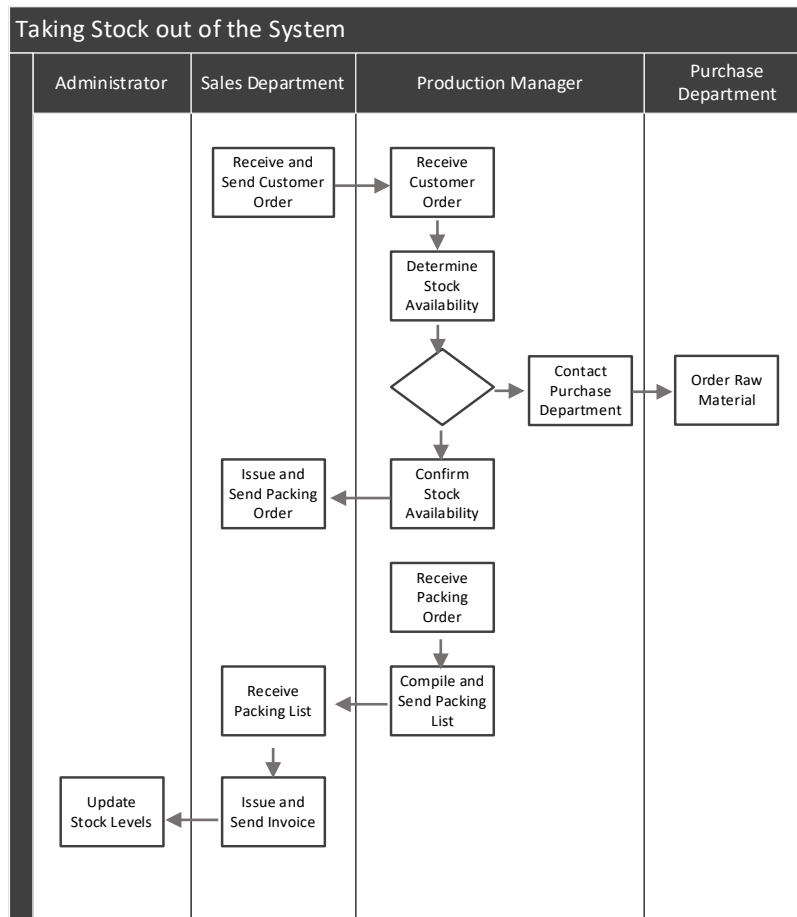 Taking Stock out of the System
Administrator
Sales Department
Production Manager
Purchase
Department
Receive and
Send Customer
Order
Receive
Customer
Order
Determine
Stock
Availability
Contact
Purchase
Department
Order Raw
Material
Issue and
Send Packing
Order
Confirm
Stock
Availability
Receive
Packing
Order
Receive
Packing List
Compile and
Send Packing
List
Update
Stock Levels
Issue and
Send Invoice